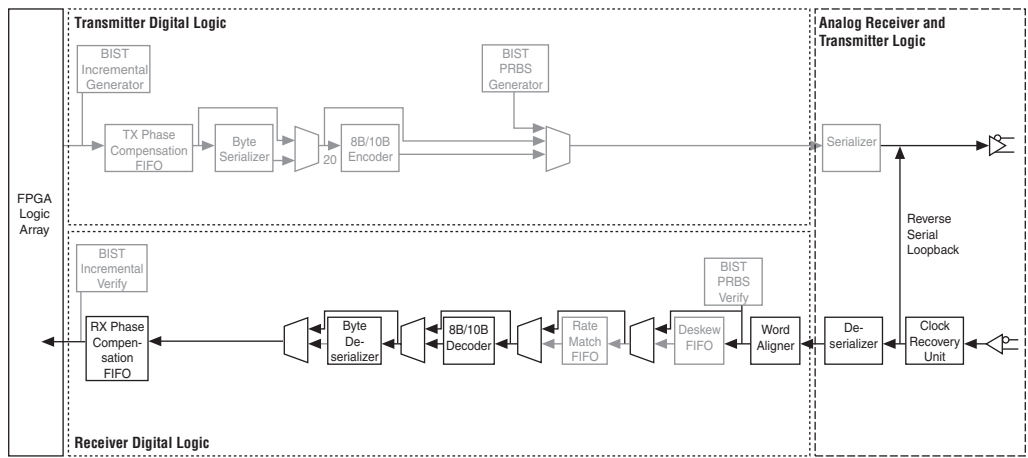 Transmitter Digital Logic
Analog Receiver and
Transmitter Logic
BIST
Incremental
Generator
BIST
PRBS
Generator
TX Phase
Compensation
FIFO
Byte
Serializer
20
8B/10B
Encoder
Serializer
FPGA
Logic
Array
Reverse
Serial
Loopback
BIST
Incremental
Verify
BIST
PRBS
Verify
RX Phase
Compen-
sation
FIFO
Byte
De-
serializer
8B/10B
Decoder
Rate
Match
FIFO
Deskew
FIFO
Word
Aligner
De-
serializer
Clock
Recovery
Unit
Receiver Digital Logic